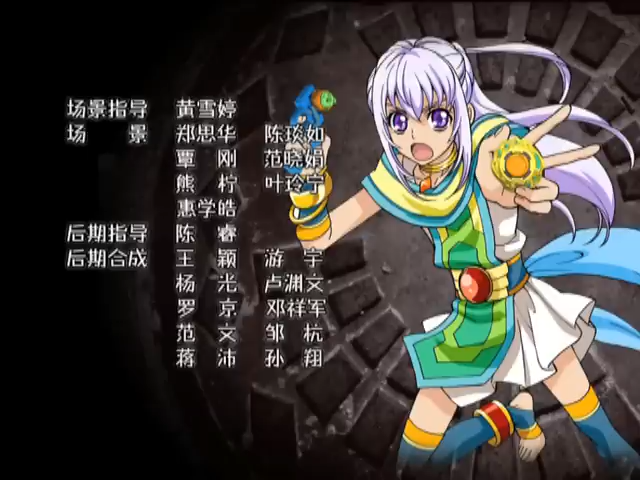 场景指导 黄雪婷
场 景 郑思华 陈琰如
覃 刚 范晓娟
熊 柠 叶玲宁
惠学皓
后期指导 陈 睿
后期合成 王 颖 游 宇
杨 光 卢渊文
罗 京 邓祥军
范 文 邹 杭
蒋 沛 孙 翔